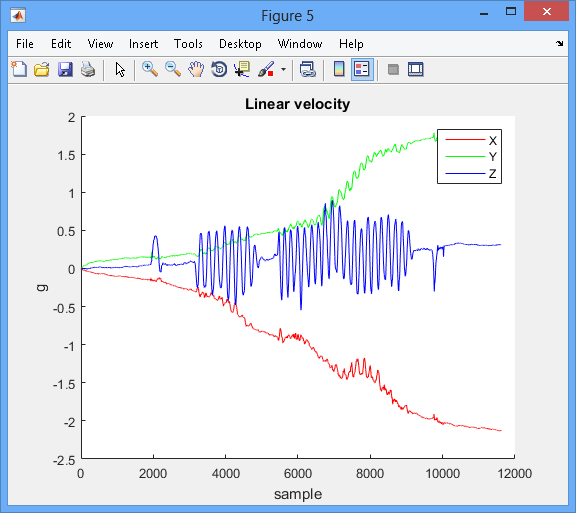 Figure 5
File Edit View Insert Tools Desktop Window Help
Linear velocity
2
1.5
1
0.5
0
-0.5
-1
-1.5
-2
-2.5
g
0 2000 4000 6000 8000 10000 12000
sample
X
Y
Z